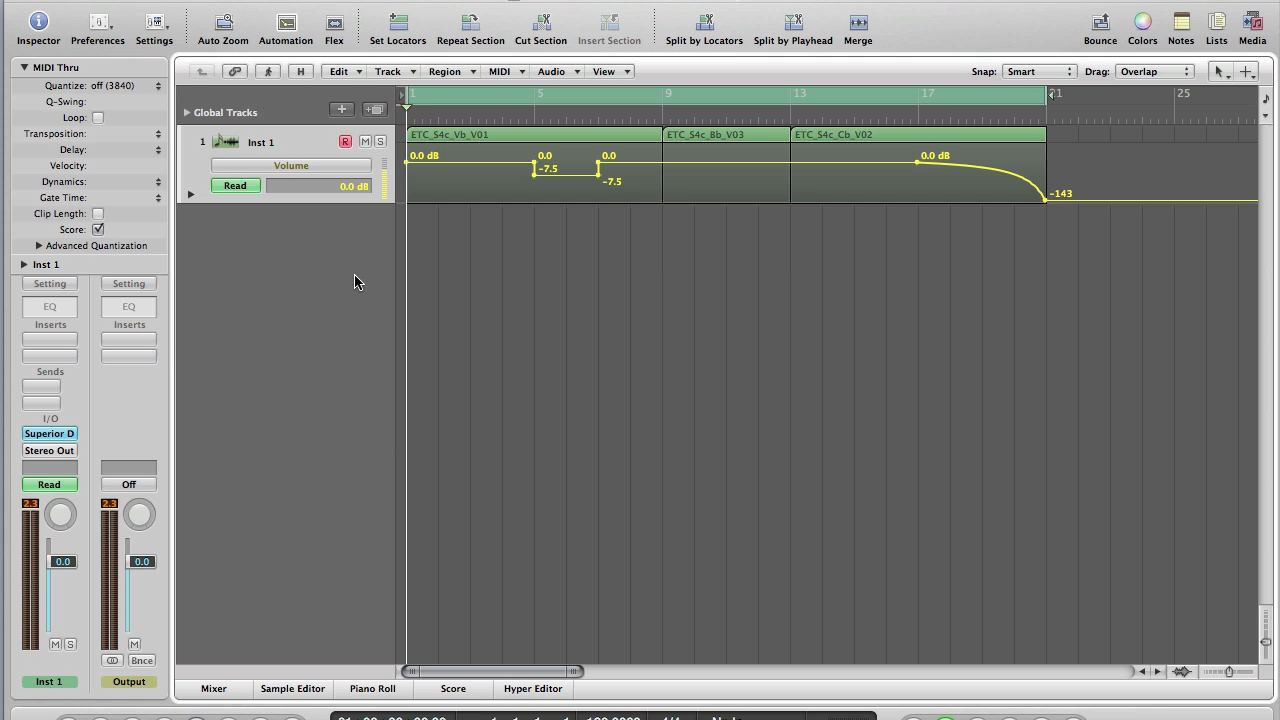 Inspector Preferences Settings Auto Zoom Automation Flex Set Locators Repeat Section Cut Section Insert Section Split by Locators Split by Playhead Merge Bounce Colors Notes Lists Media
MIDI Thru
Quantize: off (3840)
Q-Swing:
Loop:
Transposition:
Delay:
Velocity:
Dynamics:
Gate Time:
Clip Length:
Score:
Advanced Quantization
Inst 1
Setting Setting
EQ EQ
Inserts Inserts
Sends
I/O
Superior D
Stereo Out
Read Off
2.3 2.3
0.0 0.0
M S M
Bnce
Inst 1 Output
H Edit Track Region MIDI Audio View Snap: Smart Drag: Overlap
Global Tracks
1 5 9 13 17 21 25
1 Inst 1 R M S
Volume
Read 0.0 dB
ETC_S4c_Vb_V01 ETC_S4c_Bb_V03 ETC_S4c_Cb_V02
0.0 dB 0.0 0.0 0.0 dB
-7.5
-7.5
-143
Mixer Sample Editor Piano Roll Score Hyper Editor